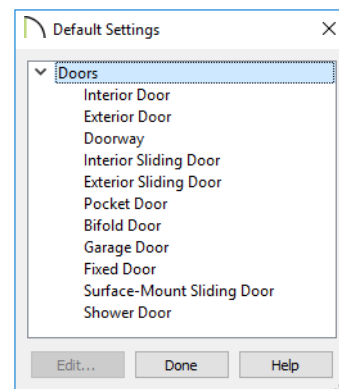 Default Settings
Doors
Interior Door
Exterior Door
Doorway
Interior Sliding Door
Exterior Sliding Door
Pocket Door
Bifold Door
Garage Door
Fixed Door
Surface-Mount Sliding Door
Shower Door
Edit... Done Help